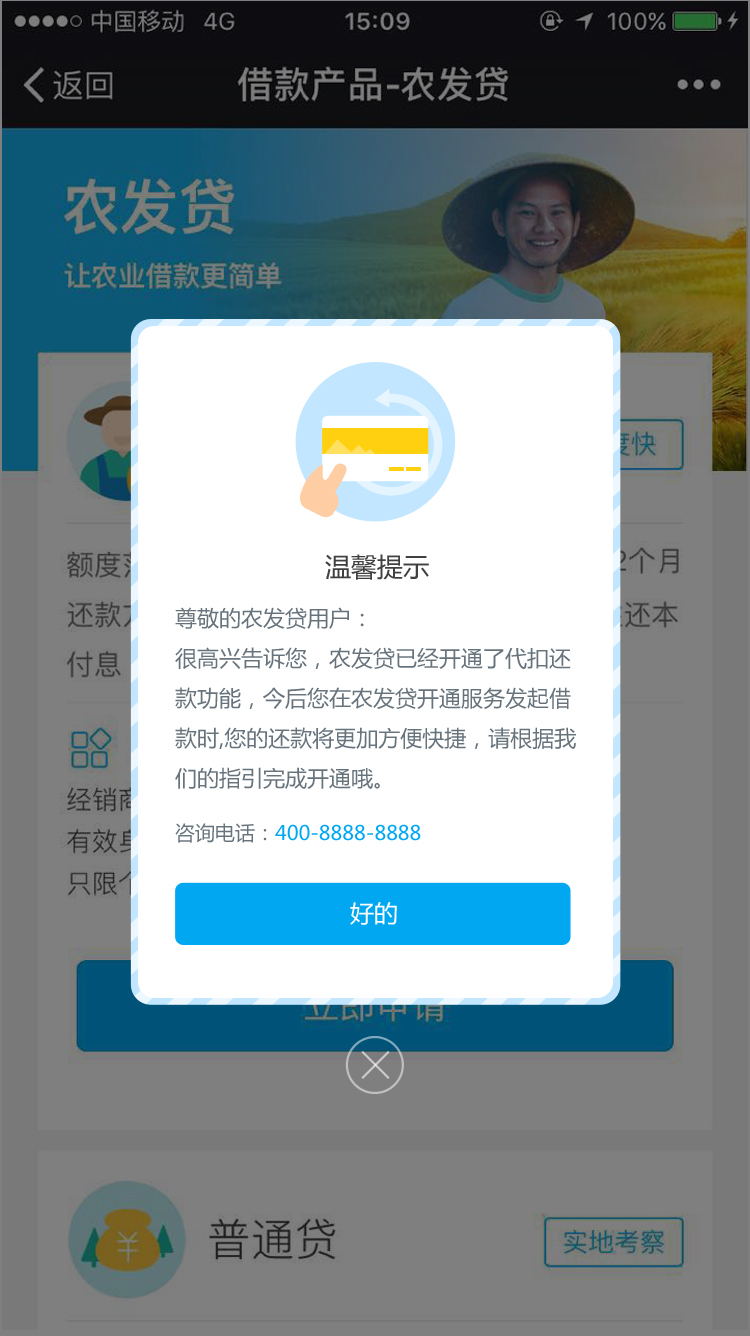 中国移动 4G 15:09 100%
返回 借款产品-农发贷
农发贷
让农业借款更简单
度快
额度
2个月
还款
还本
付息
温馨提示
尊敬的农发贷用户：
很高兴告诉您，农发贷已经开通了代扣还
款功能，今后您在农发贷开通服务发起借
款时,您的还款将更加方便快捷，请根据我
们的指引完成开通哦。
咨询电话：400-8888-8888
好的
经销商
有效身
只限个
立即申请
普通贷
实地考察